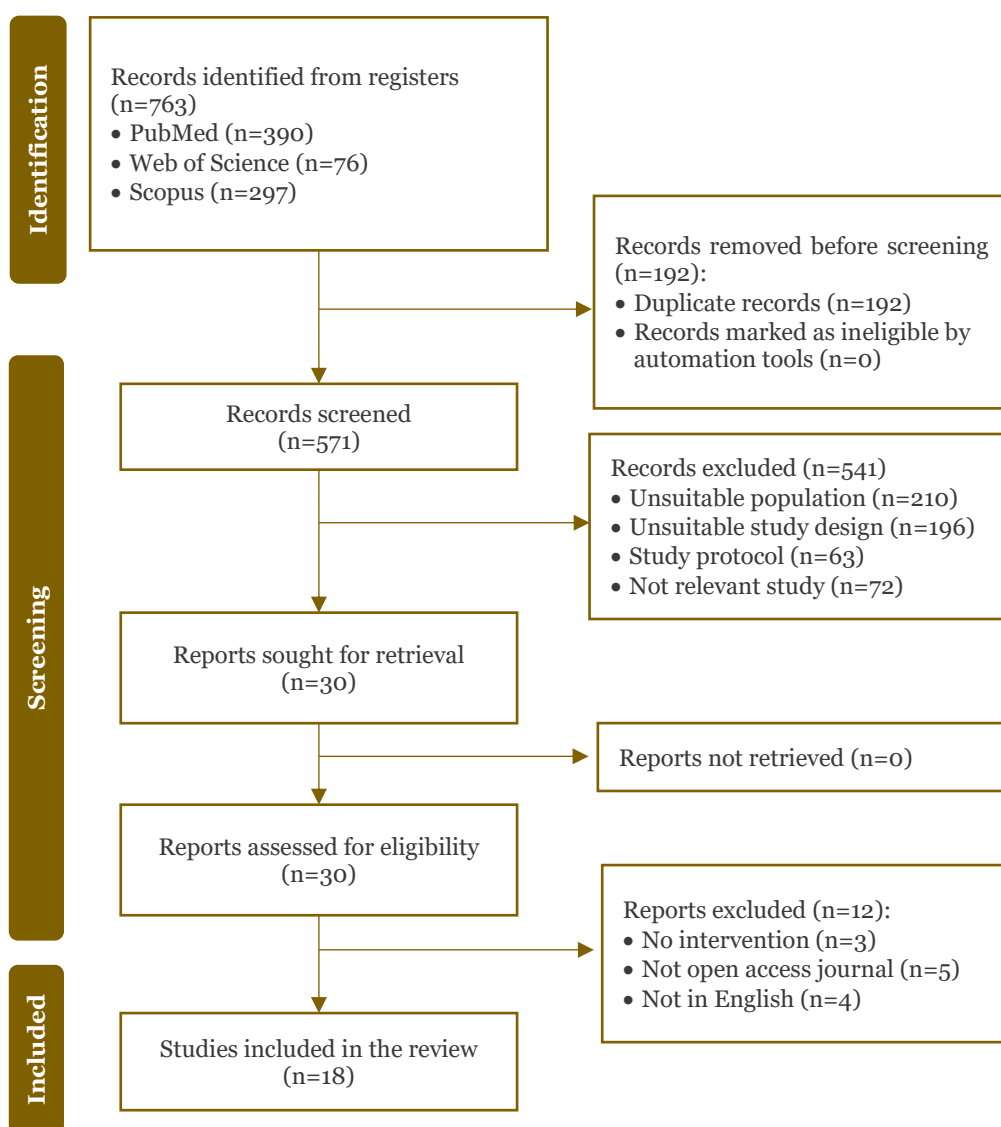 Identification
Records identified from registers
(n=763)
• PubMed (n=390)
• Web of Science (n=76)
• Scopus (n=297)
Records removed before screening
(n=192):
• Duplicate records (n=192)
• Records marked as ineligible by
automation tools (n=0)
Screening
Records screened
(n=571)
Records excluded (n=541)
• Unsuitable population (n=210)
• Unsuitable study design (n=196)
• Study protocol (n=63)
• Not relevant study (n=72)
Reports sought for retrieval
(n=30)
Reports not retrieved (n=0)
Reports assessed for eligibility
(n=30)
Reports excluded (n=12):
• No intervention (n=3)
• Not open access journal (n=5)
• Not in English (n=4)
Included
Studies included in the review
(n=18)